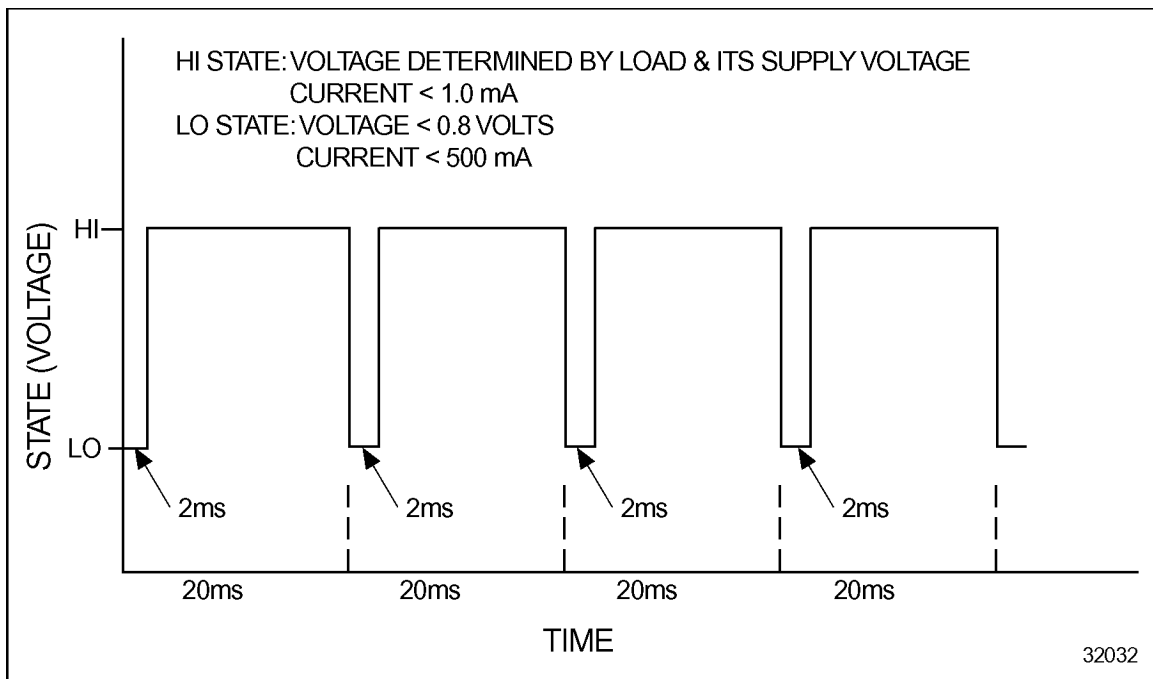 HI STATE: VOLTAGE DETERMINED BY LOAD & ITS SUPPLY VOLTAGE
CURRENT < 1.0 mA
LO STATE: VOLTAGE < 0.8 VOLTS
CURRENT < 500 mA
STATE (VOLTAGE)
HI
LO
2ms
2ms
2ms
2ms
20ms
20ms
20ms
20ms
TIME
32032